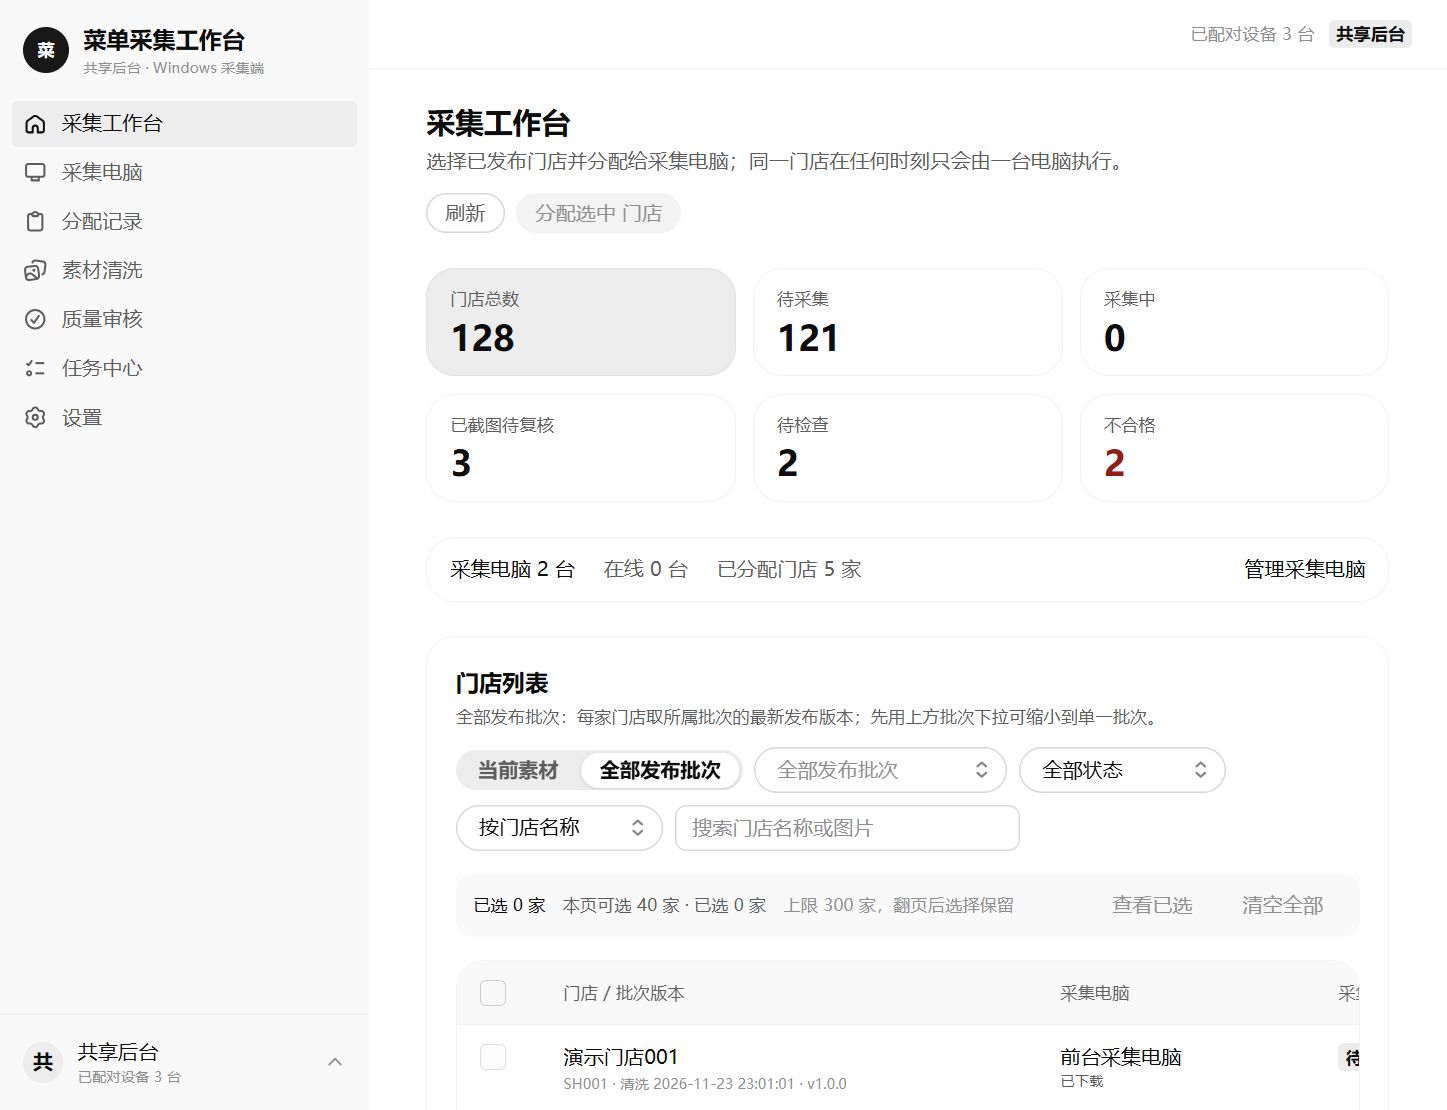 菜
菜单采集工作台
共享后台 · Windows 采集端
采集工作台
采集电脑
分配记录
素材清洗
质量审核
任务中心
设置
共
共享后台
已配对设备 3 台
已配对设备 3 台 共享后台
采集工作台
选择已发布门店并分配给采集电脑；同一门店在任何时刻只会由一台电脑执行。
刷新 分配选中 门店
门店总数
128
待采集
121
采集中
0
已截图待复核
3
待检查
2
不合格
2
采集电脑 2 台 在线 0 台 已分配门店 5 家 管理采集电脑
门店列表
全部发布批次：每家门店取所属批次的最新发布版本；先用上方批次下拉可缩小到单一批次。
当前素材 全部发布批次 全部发布批次 全部状态
按门店名称 搜索门店名称或图片
已选 0 家 本页可选 40 家 · 已选 0 家 上限 300 家，翻页后选择保留 查看已选 清空全部
门店 / 批次版本 采集电脑 采
演示门店001 前台采集电脑 待
SH001 · 清洗 2026-11-23 23:01:01 · v1.0.0 已下载